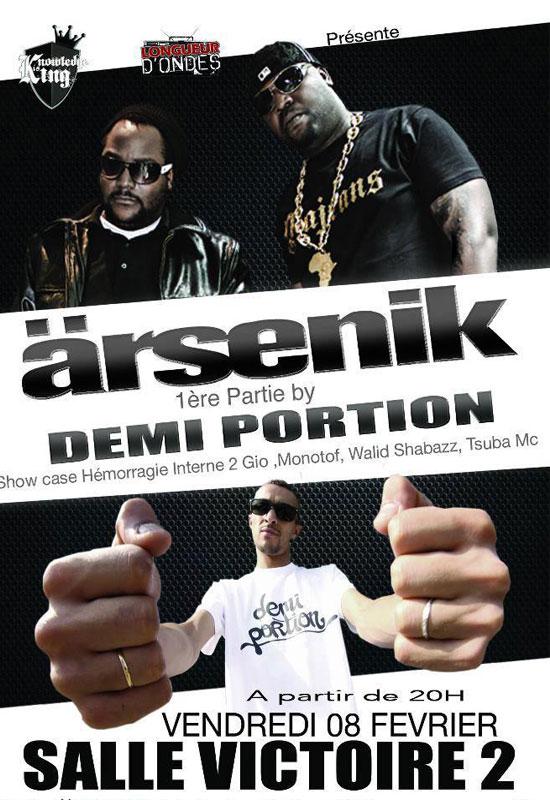 Knowledge
is
King
LONGUEUR
D'ONDES
Présente
ärsenik
1ère Partie by
DEMI PORTION
Show case Hémorragie Interne 2 Gio ,Monotof, Walid Shabazz, Tsuba Mc
demi
portion
A partir de 20H
VENDREDI 08 FEVRIER
SALLE VICTOIRE 2